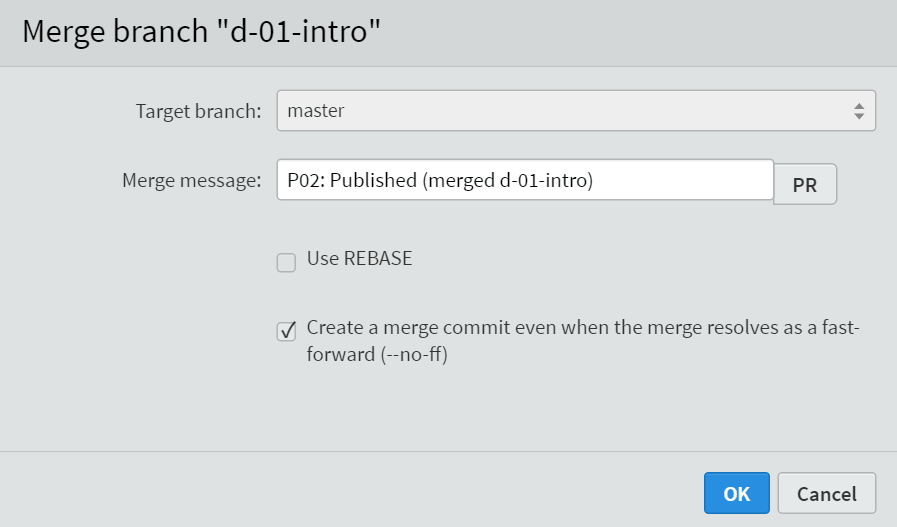 Merge branch "d-01-intro"
Target branch: master
Merge message: P02: Published (merged d-01-intro) PR
Use REBASE
Create a merge commit even when the merge resolves as a fast-
forward (--no-ff)
OK Cancel